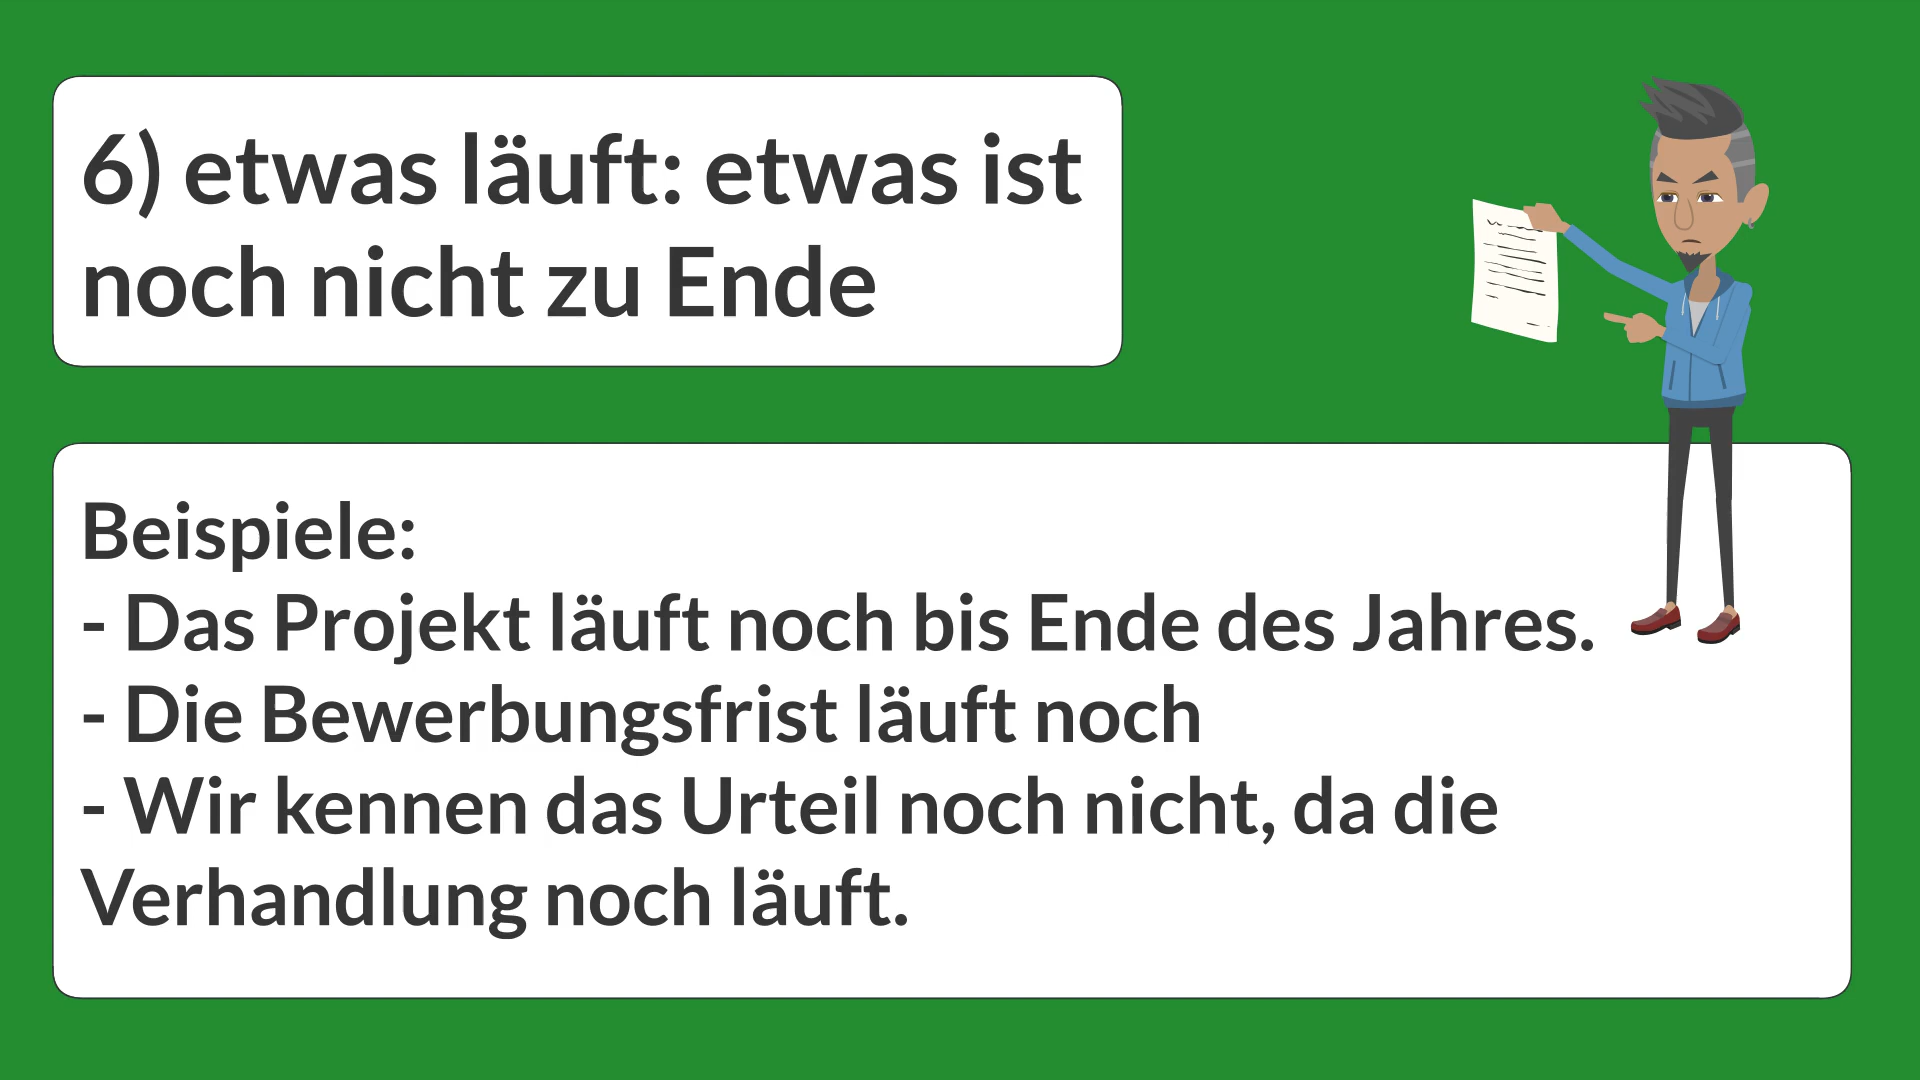 6) etwas läuft: etwas ist
noch nicht zu Ende
Beispiele:
- Das Projekt läuft noch bis Ende des Jahres.
- Die Bewerbungsfrist läuft noch
- Wir kennen das Urteil noch nicht, da die
Verhandlung noch läuft.